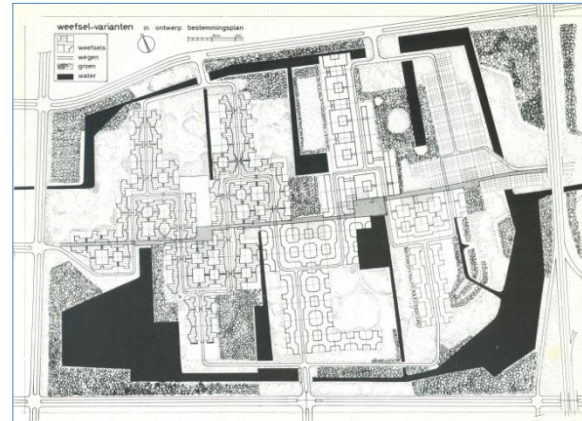 weefsel-varianten in ontwerp bestemmingsplan
weefsels
wegen
groen
water